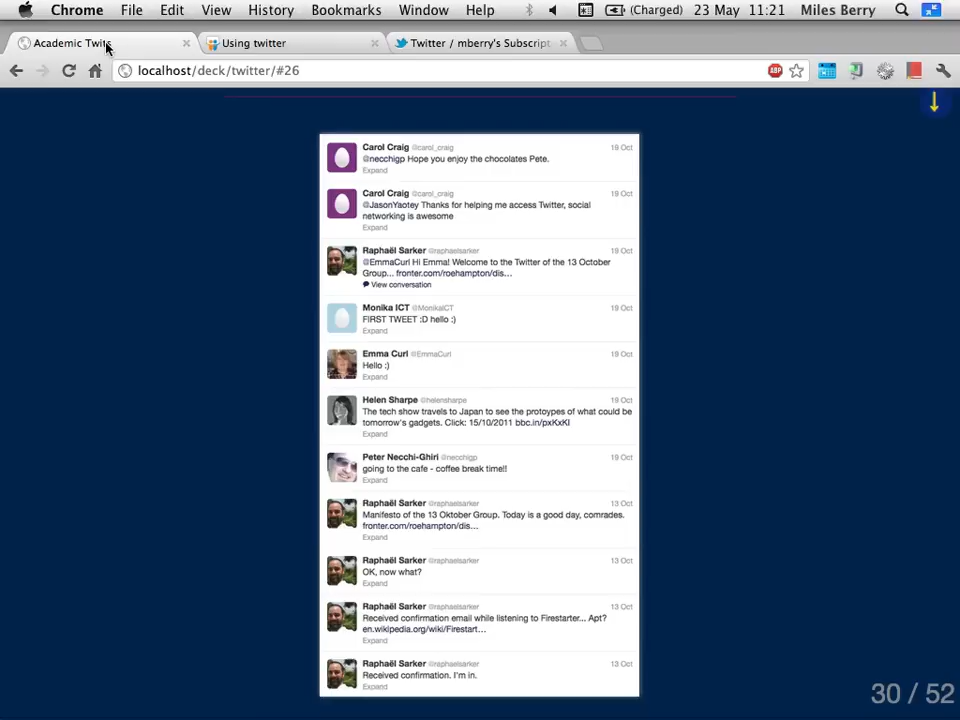 Chrome File Edit View History Bookmarks Window Help (Charged) 23 May 11:21 Miles Berry
Academic Twits Using twitter Twitter / mberry's Subscript
localhost/deck/twitter/#26
ABP
Carol Craig @carol_craig 19 Oct
@necchigp Hope you enjoy the chocolates Pete.
Expand
Carol Craig @carol_craig 19 Oct
@JasonYaotey Thanks for helping me access Twitter, social
networking is awesome
Expand
Raphaël Sarker @raphaelsarker 19 Oct
@EmmaCurl Hi Emma! Welcome to the Twitter of the 13 October
Group... fronter.com/roehampton/dis…
View conversation
Monika ICT @MonikaICT 19 Oct
FIRST TWEET :D hello :)
Expand
Emma Curl @EmmaCurl 19 Oct
Hello :)
Expand
Helen Sharpe @helensharpe 19 Oct
The tech show travels to Japan to see the protoypes of what could be
tomorrow's gadgets. Click: 15/10/2011 bbc.in/pxKxKI
Expand
Peter Necchi-Ghiri @necchigp 19 Oct
going to the cafe - coffee break time!!
Expand
Raphaël Sarker @raphaelsarker 13 Oct
Manifesto of the 13 Oktober Group. Today is a good day, comrades.
fronter.com/roehampton/dis…
Expand
Raphaël Sarker @raphaelsarker 13 Oct
OK, now what?
Expand
Raphaël Sarker @raphaelsarker 13 Oct
Received confirmation email while listening to Firestarter... Apt?
en.wikipedia.org/wiki/Firestart…
Expand
Raphaël Sarker @raphaelsarker 13 Oct
Received confirmation. I'm in.
Expand
30 / 52